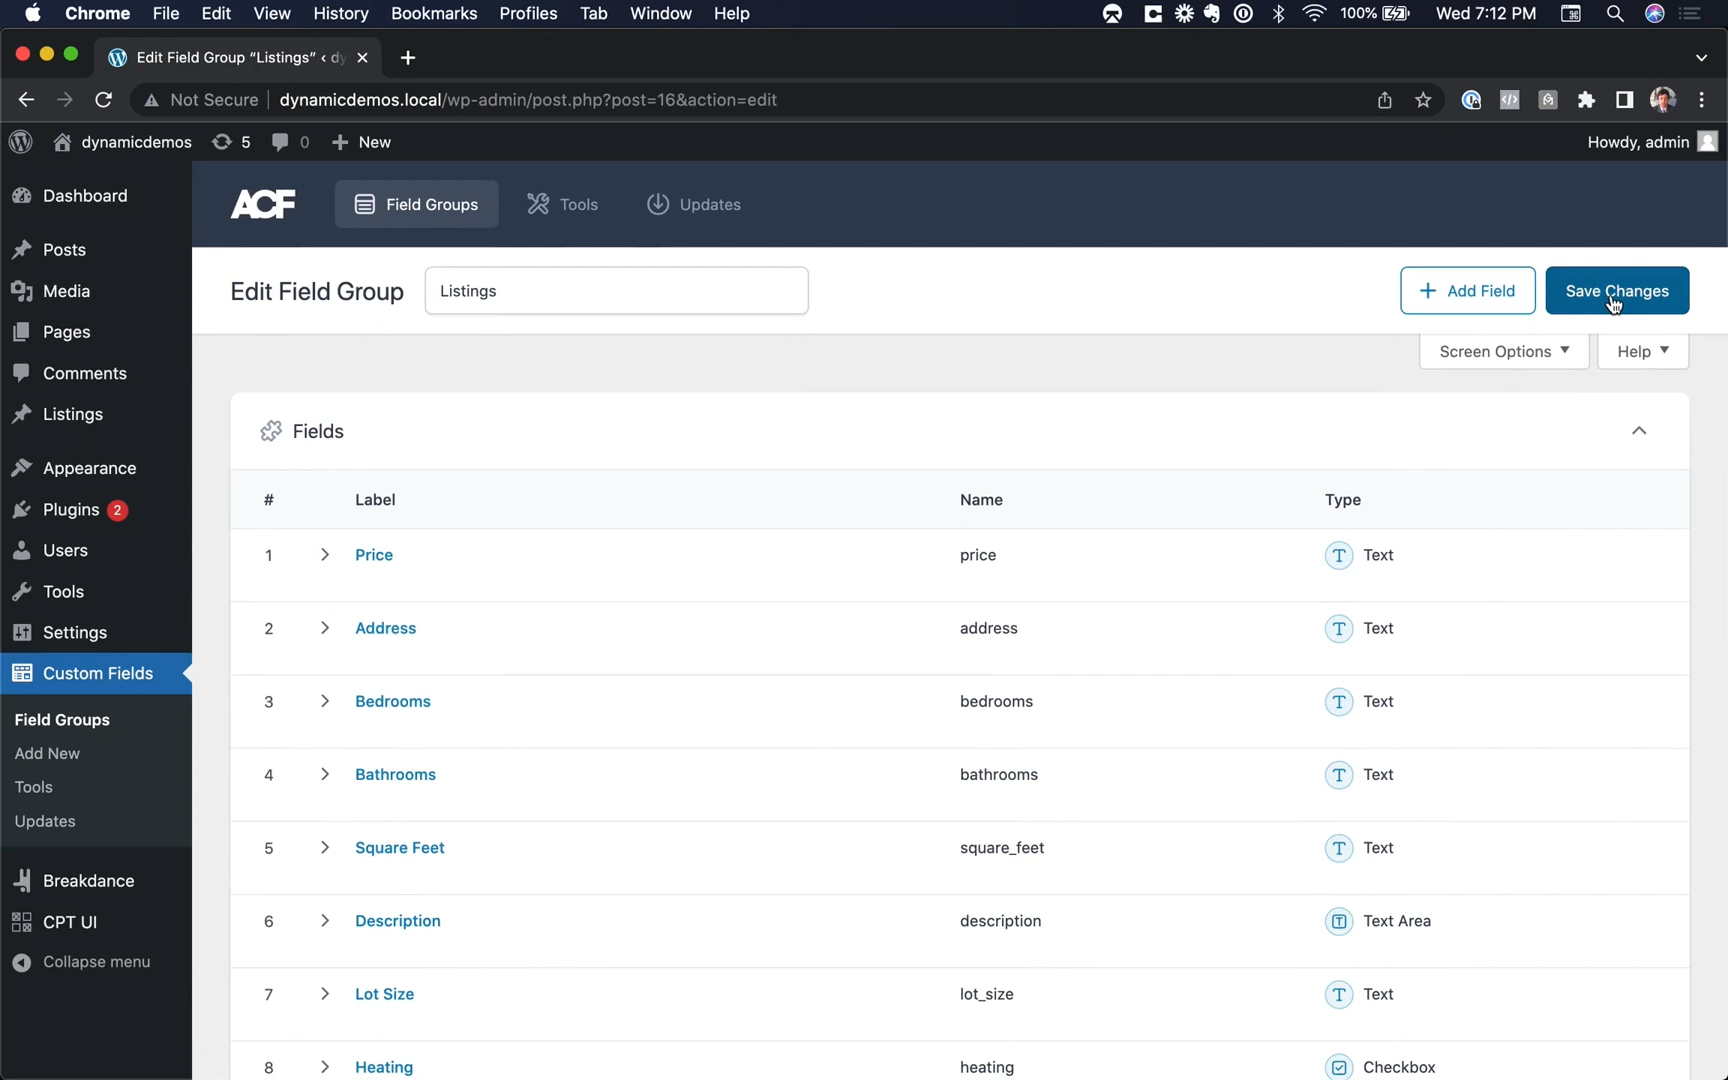 Chrome File Edit View History Bookmarks Profiles Tab Window Help 100% Wed 7:12 PM
Edit Field Group “Listings” ‹ dy
Not Secure dynamicdemos.local/wp-admin/post.php?post=16&action=edit
dynamicdemos 5 0 New Howdy, admin
Dashboard
Posts
Media
Pages
Comments
Listings
Appearance
Plugins 2
Users
Tools
Settings
Custom Fields
Field Groups
Add New
Tools
Updates
Breakdance
CPT UI
Collapse menu
ACF Field Groups Tools Updates
Edit Field Group Listings + Add Field Save Changes
Screen Options Help
Fields
# Label Name Type
1 Price price T Text
2 Address address T Text
3 Bedrooms bedrooms T Text
4 Bathrooms bathrooms T Text
5 Square Feet square_feet T Text
6 Description description T Text Area
7 Lot Size lot_size T Text
8 Heating heating Checkbox